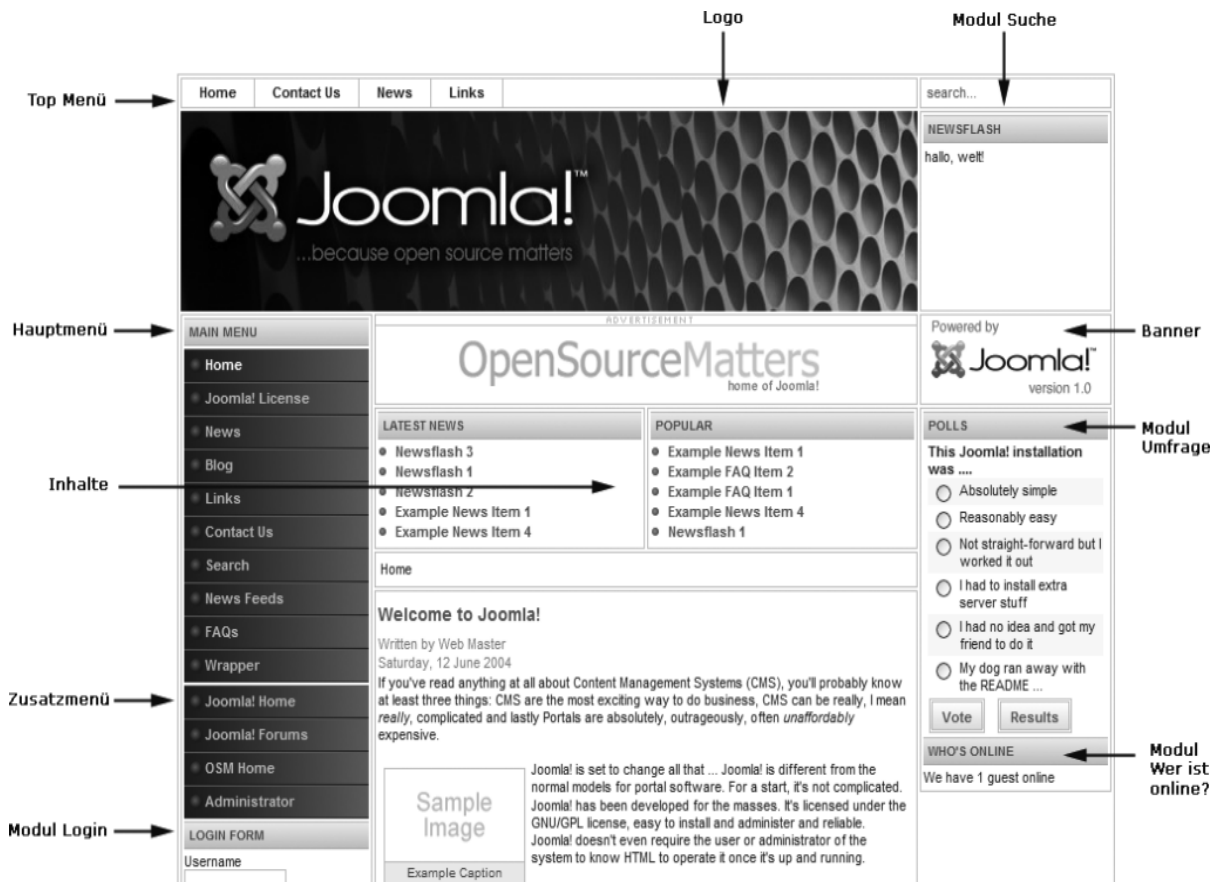 Logo
Modul Suche
Top Menü
Home
Contact Us
News
Links
search...
Joomla!™
...because open source matters
NEWSFLASH
hallo, welt!
Hauptmenü
MAIN MENU
Home
Joomla! License
News
Blog
Links
Contact Us
Search
News Feeds
FAQs
Wrapper
Inhalte
Zusatzmenü
Joomla! Home
Joomla! Forums
OSM Home
Administrator
Modul Login
LOGIN FORM
Username
ADVERTISEMENT
OpenSourceMatters
home of Joomla!
LATEST NEWS
Newsflash 3
Newsflash 1
Newsflash 2
Example News Item 1
Example News Item 4
POPULAR
Example News Item 1
Example FAQ Item 2
Example FAQ Item 1
Example News Item 4
Newsflash 1
Home
Welcome to Joomla!
Written by Web Master
Saturday, 12 June 2004
If you've read anything at all about Content Management Systems (CMS), you'll probably know
at least three things: CMS are the most exciting way to do business, CMS can be really, I mean
really, complicated and lastly Portals are absolutely, outrageously, often unaffordably
expensive.
Sample
Image
Example Caption
Joomla! is set to change all that ... Joomla! is different from the
normal models for portal software. For a start, it's not complicated.
Joomla! has been developed for the masses. It's licensed under the
GNU/GPL license, easy to install and administer and reliable.
Joomla! doesn't even require the user or administrator of the
system to know HTML to operate it once it's up and running.
Powered by
Joomla!™
version 1.0
Banner
POLLS
Modul
Umfrage
This Joomla! installation
was ....
Absolutely simple
Reasonably easy
Not straight-forward but I
worked it out
I had to install extra
server stuff
I had no idea and got my
friend to do it
My dog ran away with
the README ...
Vote
Results
WHO'S ONLINE
We have 1 guest online
Modul
Wer ist
online?